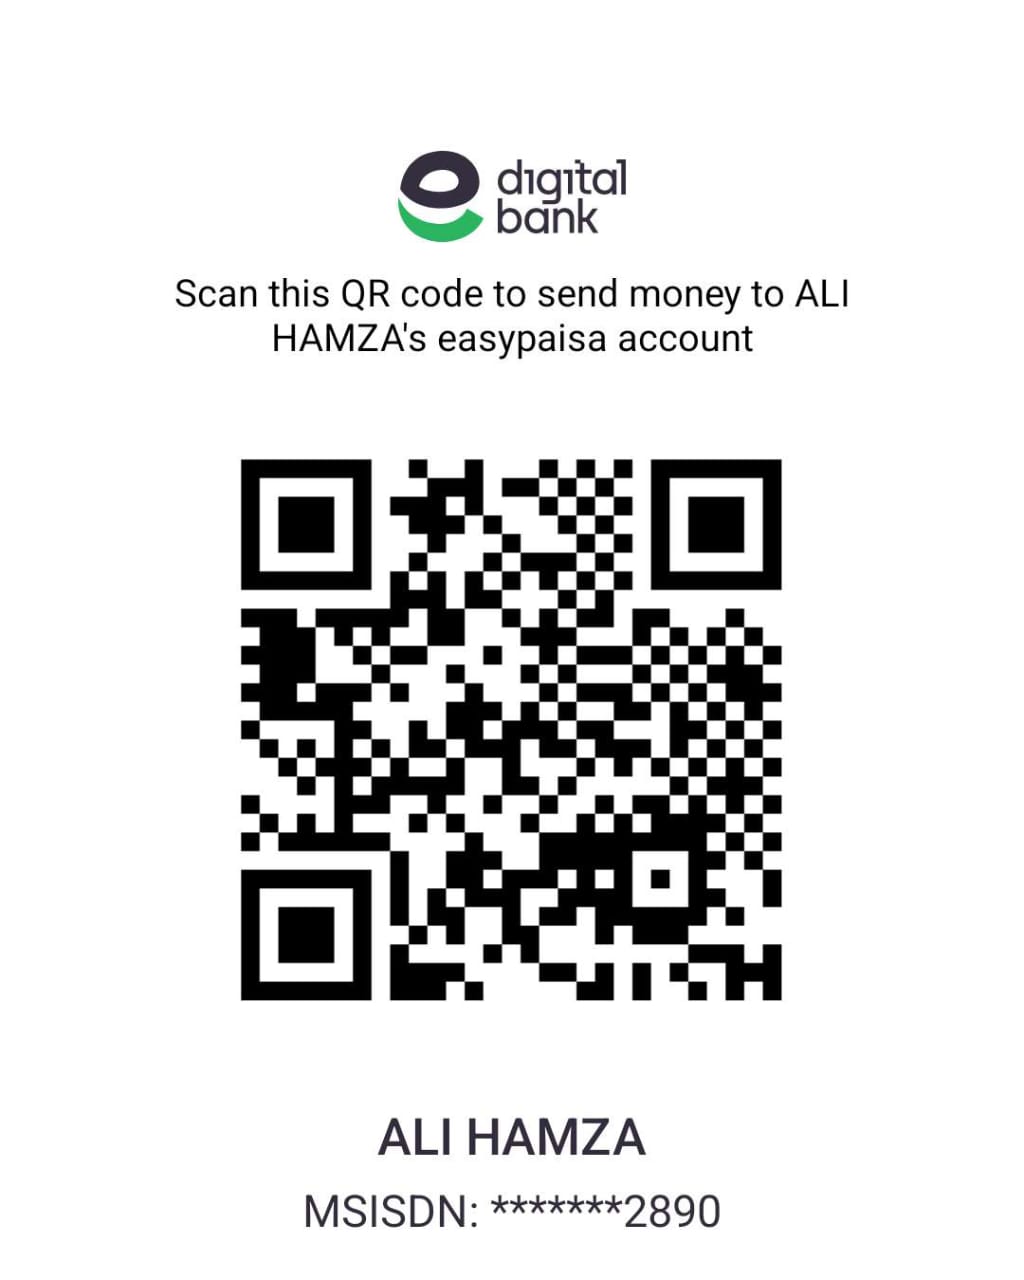 digital
bank
Scan this QR code to send money to ALI
HAMZA's easypaisa account
ALI HAMZA
MSISDN: *******2890